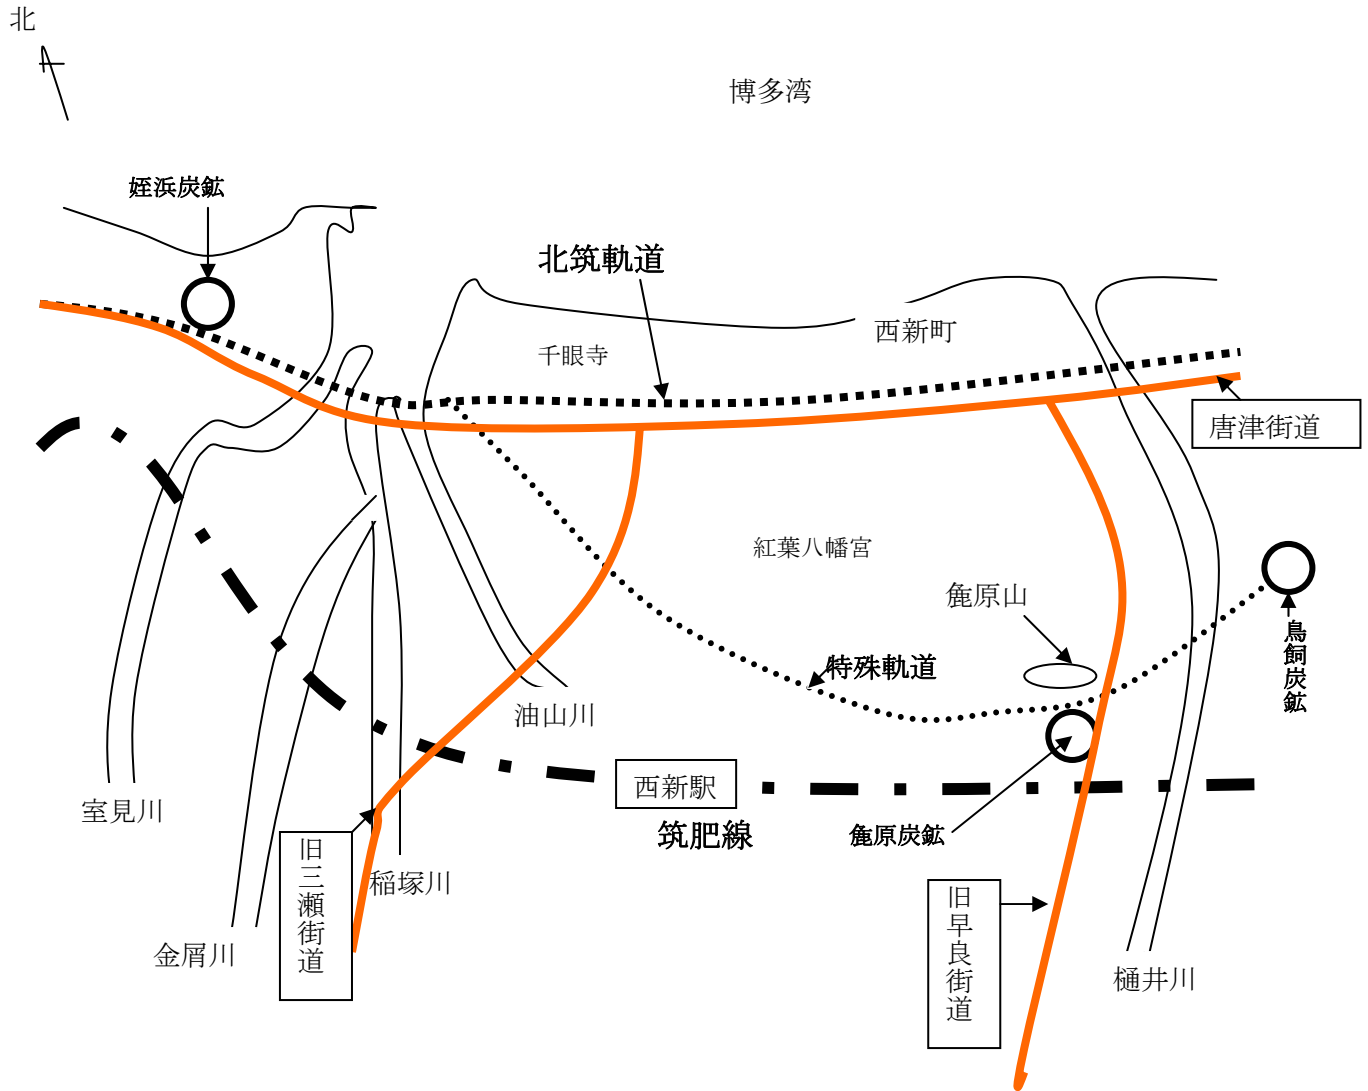 北
博多湾
姪浜炭鉱
北筑軌道
西新町
千眼寺
唐津街道
紅葉八幡宮
麁原山
鳥飼炭鉱
特殊軌道
油山川
西新駅
室見川
筑肥線
麁原炭鉱
旧三瀬街道
稲塚川
旧早良街道
金屑川
樋井川